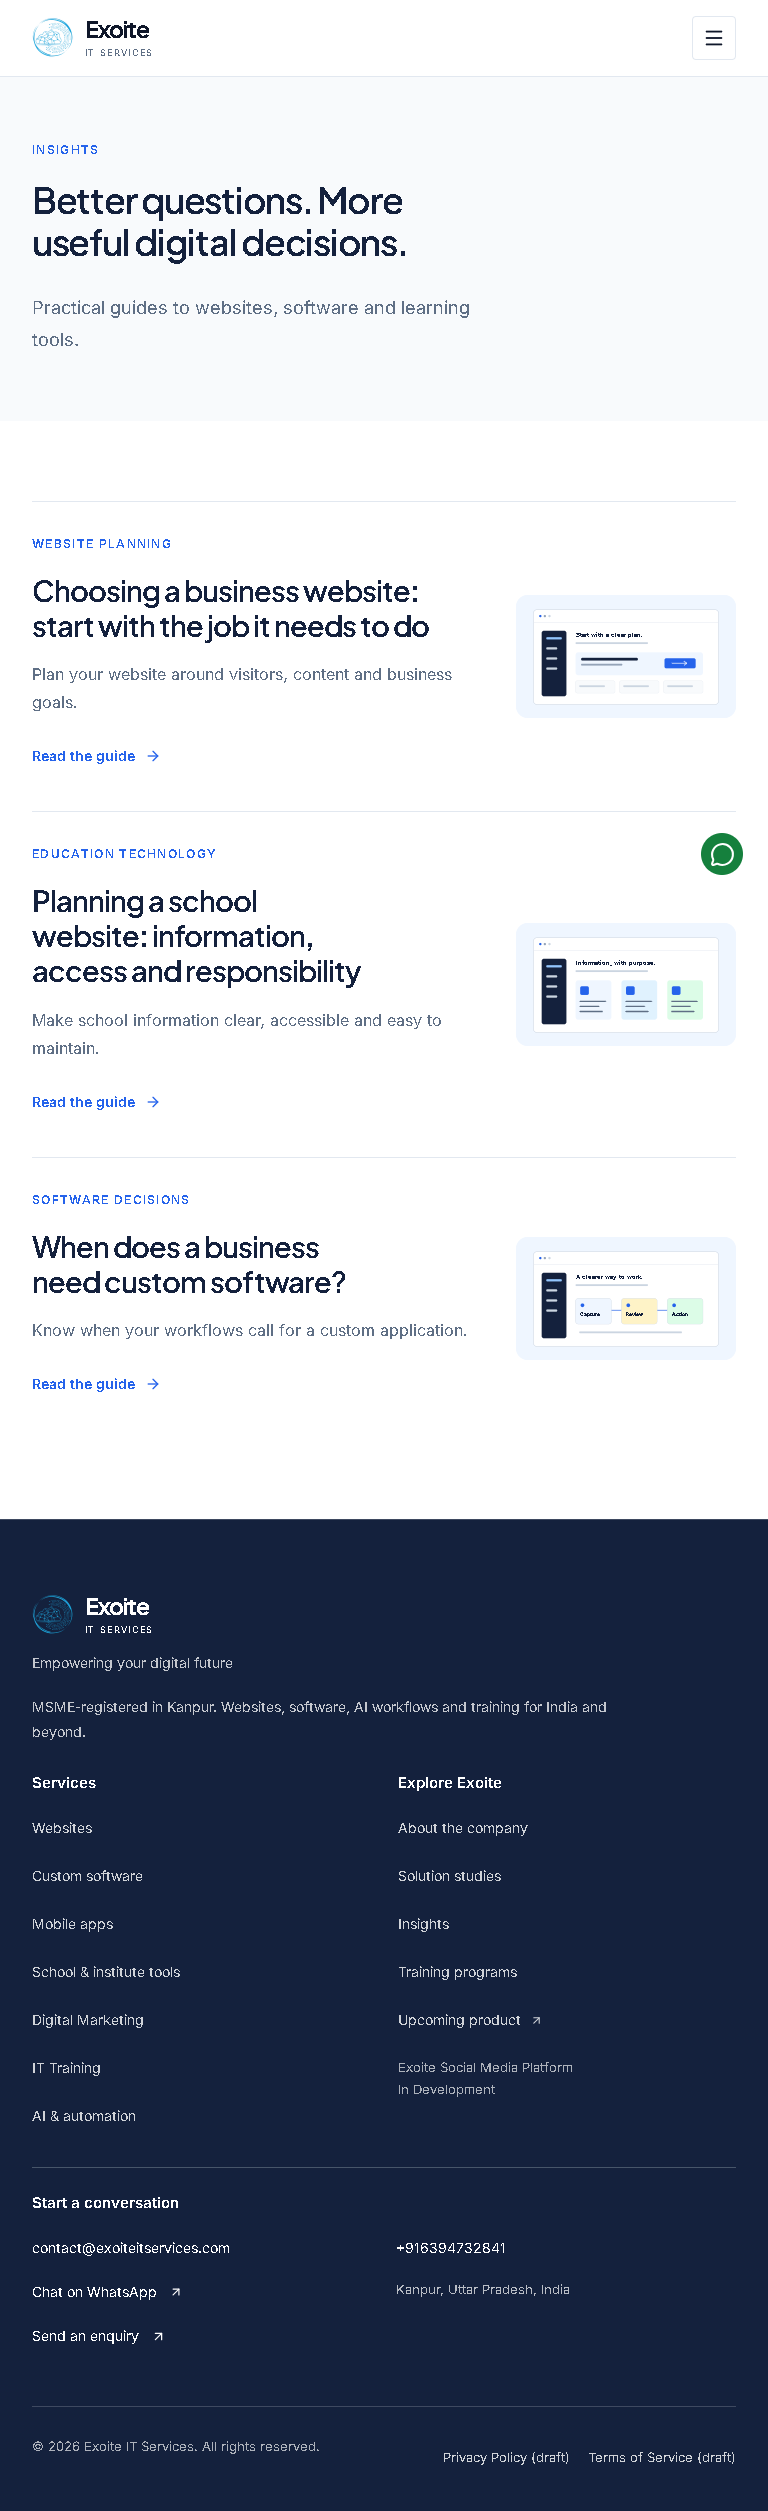 Exoite
IT SERVICES
INSIGHTS
Better questions. More
useful digital decisions.
Practical guides to websites, software and learning
tools.
WEBSITE PLANNING
Choosing a business website:
start with the job it needs to do
Plan your website around visitors, content and business
goals.
Read the guide
Start with a clear plan.
EDUCATION TECHNOLOGY
Planning a school
website: information,
access and responsibility
Make school information clear, accessible and easy to
maintain.
Read the guide
Information, with purpose.
SOFTWARE DECISIONS
When does a business
need custom software?
Know when your workflows call for a custom application.
Read the guide
A clearer way to work
Capture
Review
Action
Exoite
IT SERVICES
Empowering your digital future
MSME-registered in Kanpur. Websites, software, AI workflows and training for India and
beyond.
Services
Websites
Custom software
Mobile apps
School & institute tools
Digital Marketing
IT Training
AI & automation
Explore Exoite
About the company
Solution studies
Insights
Training programs
Upcoming product
Exoite Social Media Platform
In Development
Start a conversation
contact@exoiteitservices.com
Chat on WhatsApp
Send an enquiry
+916394732841
Kanpur, Uttar Pradesh, India
© 2026 Exoite IT Services. All rights reserved.
Privacy Policy (draft)
Terms of Service (draft)